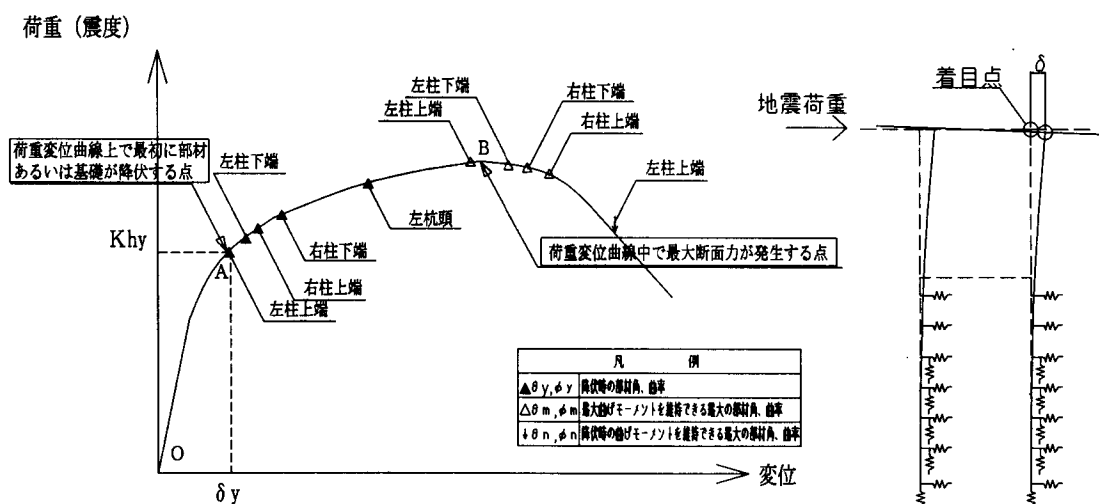 荷重（震度）
荷重変位曲線上で最初に部材
あるいは基礎が降伏する点
左柱下端
左柱上端
左柱下端
右柱下端
右柱上端
B
左柱上端
Khy
A
左杭頭
右柱下端
右柱上端
左柱上端
荷重変位曲線中で最大断面力が発生する点
O
δy
変位
凡 例
▲θy,φy 降伏時の部材角、曲率
△θm,φm 最大曲げモーメントを維持できる最大の部材角、曲率
↓θn,φn 降伏時の曲げモーメントを維持できる最大の部材角、曲率
δ
着目点
地震荷重